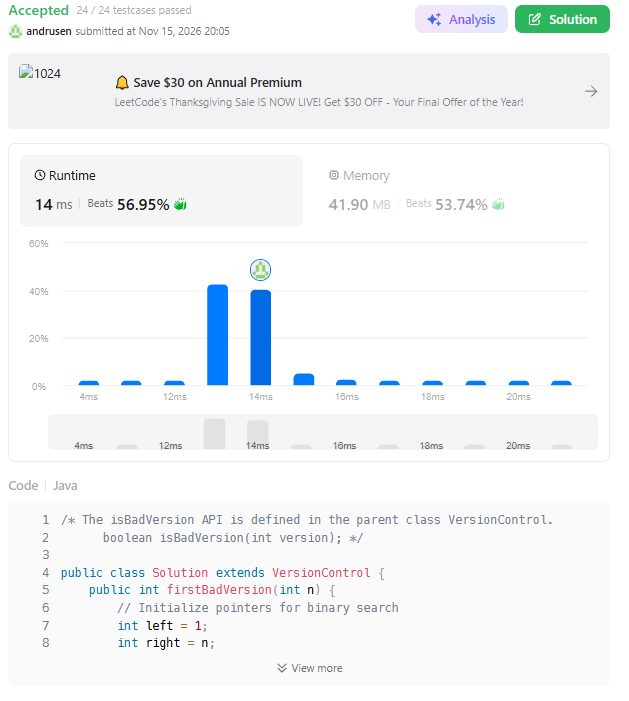 Accepted 24 / 24 testcases passed
Analysis
Solution
andrusen submitted at Nov 15, 2026 20:05
1024
Save $30 on Annual Premium
LeetCode's Thanksgiving Sale IS NOW LIVE! Get $30 OFF - Your Final Offer of the Year!
Runtime
14 ms | Beats 56.95%
Memory
41.90 MB | Beats 53.74%
60%
40%
20%
0%
4ms 12ms 14ms 16ms 18ms 20ms
4ms 12ms 14ms 16ms 18ms 20ms
Code | Java
1 /* The isBadVersion API is defined in the parent class VersionControl.
2 boolean isBadVersion(int version); */
3
4 public class Solution extends VersionControl {
5 public int firstBadVersion(int n) {
6 // Initialize pointers for binary search
7 int left = 1;
8 int right = n;
View more